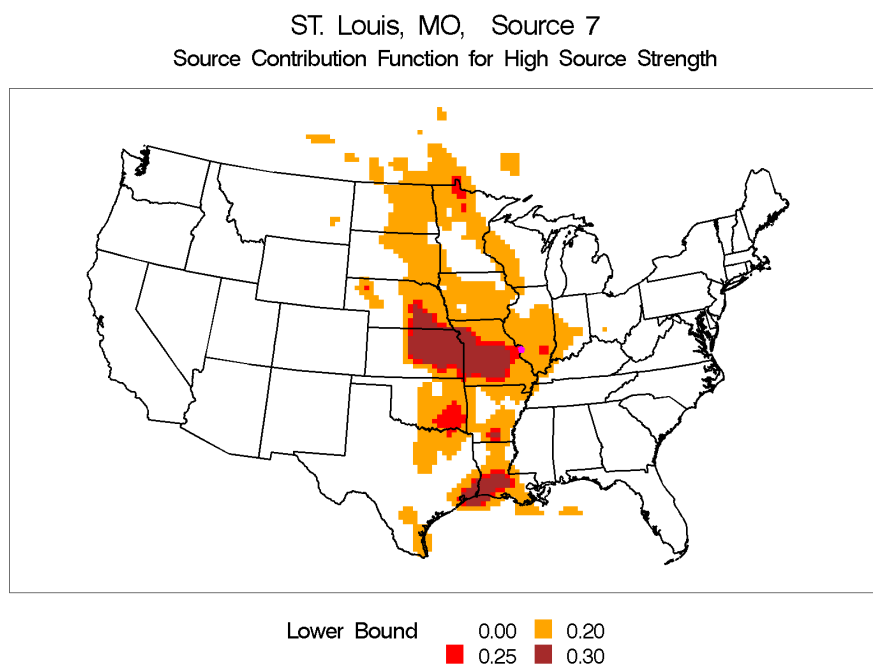 ST. Louis, MO, Source 7
Source Contribution Function for High Source Strength
Lower Bound 0.00 0.20
0.25 0.30